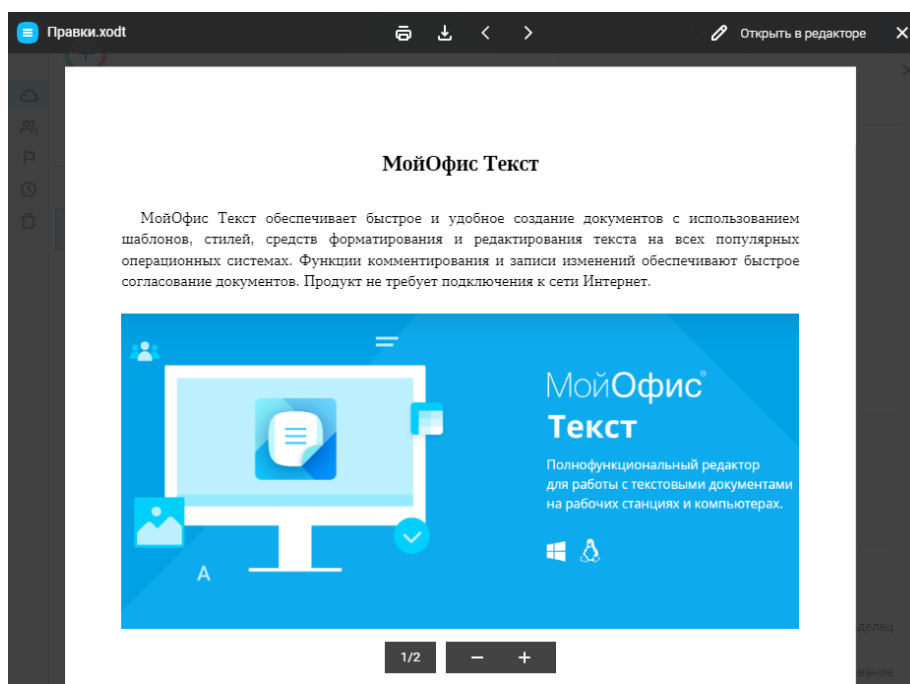 Правки.xodt
Открыть в редакторе
МойОфис Текст
МойОфис Текст обеспечивает быстрое и удобное создание документов с использованием
шаблонов, стилей, средств форматирования и редактирования текста на всех популярных
операционных системах. Функции комментирования и записи изменений обеспечивают быстрое
согласование документов. Продукт не требует подключения к сети Интернет.
МойОфис®
Текст
Полнофункциональный редактор
для работы с текстовыми документами
на рабочих станциях и компьютерах.
A
1/2
делец
ование